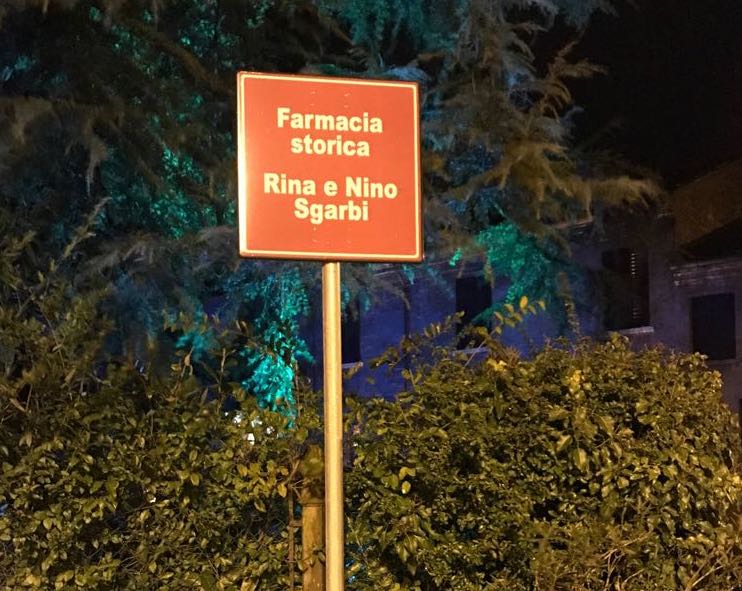 Farmacia
storica
Rina e Nino
Sgarbi